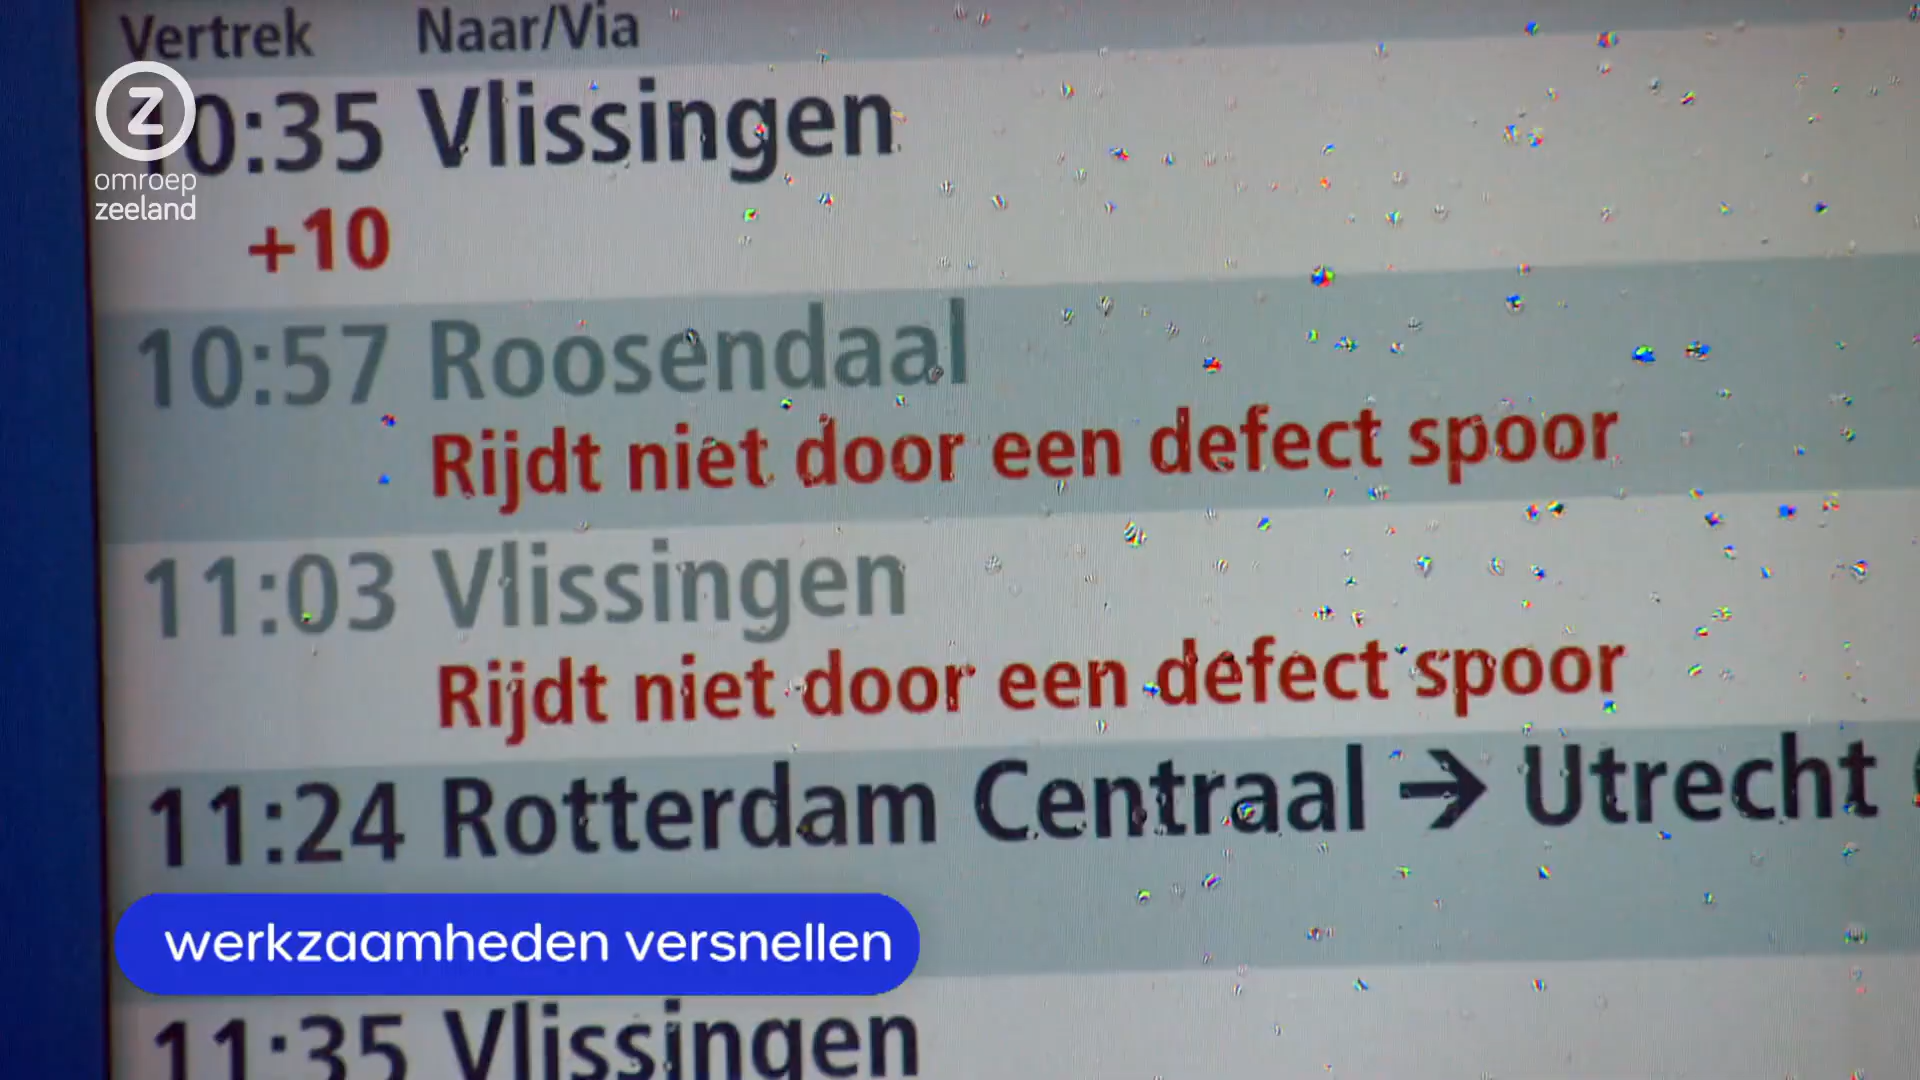 Vertrek Naar/Via
10:35 Vlissingen
omroep
zeeland
+10
10:57 Roosendaal
Rijdt niet door een defect spoor
11:03 Vlissingen
Rijdt niet door een defect spoor
11:24 Rotterdam Centraal → Utrecht
werkzaamheden versnellen
11:35 Vlissingen